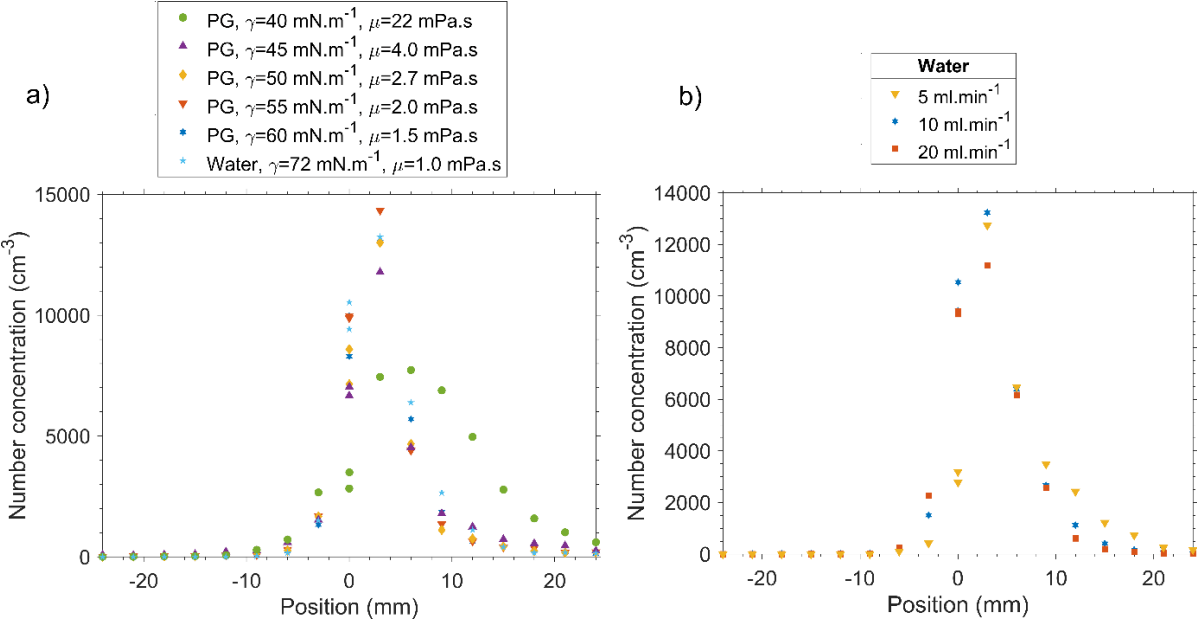 a)
PG, γ=40 mN.m⁻¹, μ=22 mPa.s
PG, γ=45 mN.m⁻¹, μ=4.0 mPa.s
PG, γ=50 mN.m⁻¹, μ=2.7 mPa.s
PG, γ=55 mN.m⁻¹, μ=2.0 mPa.s
PG, γ=60 mN.m⁻¹, μ=1.5 mPa.s
Water, γ=72 mN.m⁻¹, μ=1.0 mPa.s
Number concentration (cm⁻³)
15000
10000
5000
0
-20 -10 0 10 20
Position (mm)
b)
Water
5 ml.min⁻¹
10 ml.min⁻¹
20 ml.min⁻¹
Number concentration (cm⁻³)
14000
12000
10000
8000
6000
4000
2000
0
-20 -10 0 10 20
Position (mm)